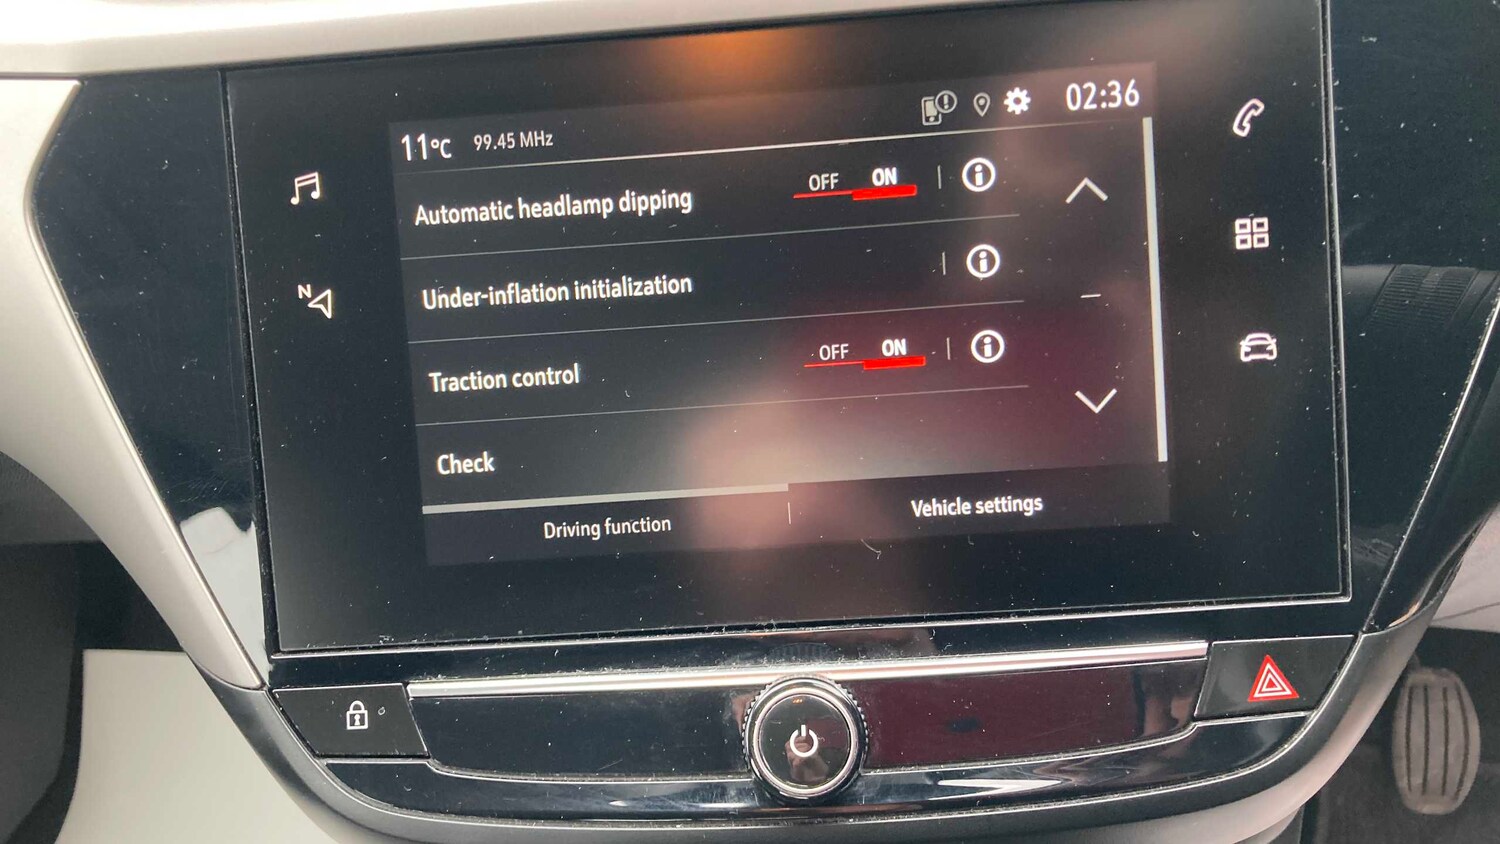 11°C 99.45 MHz 02:36
Automatic headlamp dipping OFF ON
Under-inflation initialization
Traction control OFF ON
Check
Driving function Vehicle settings
N